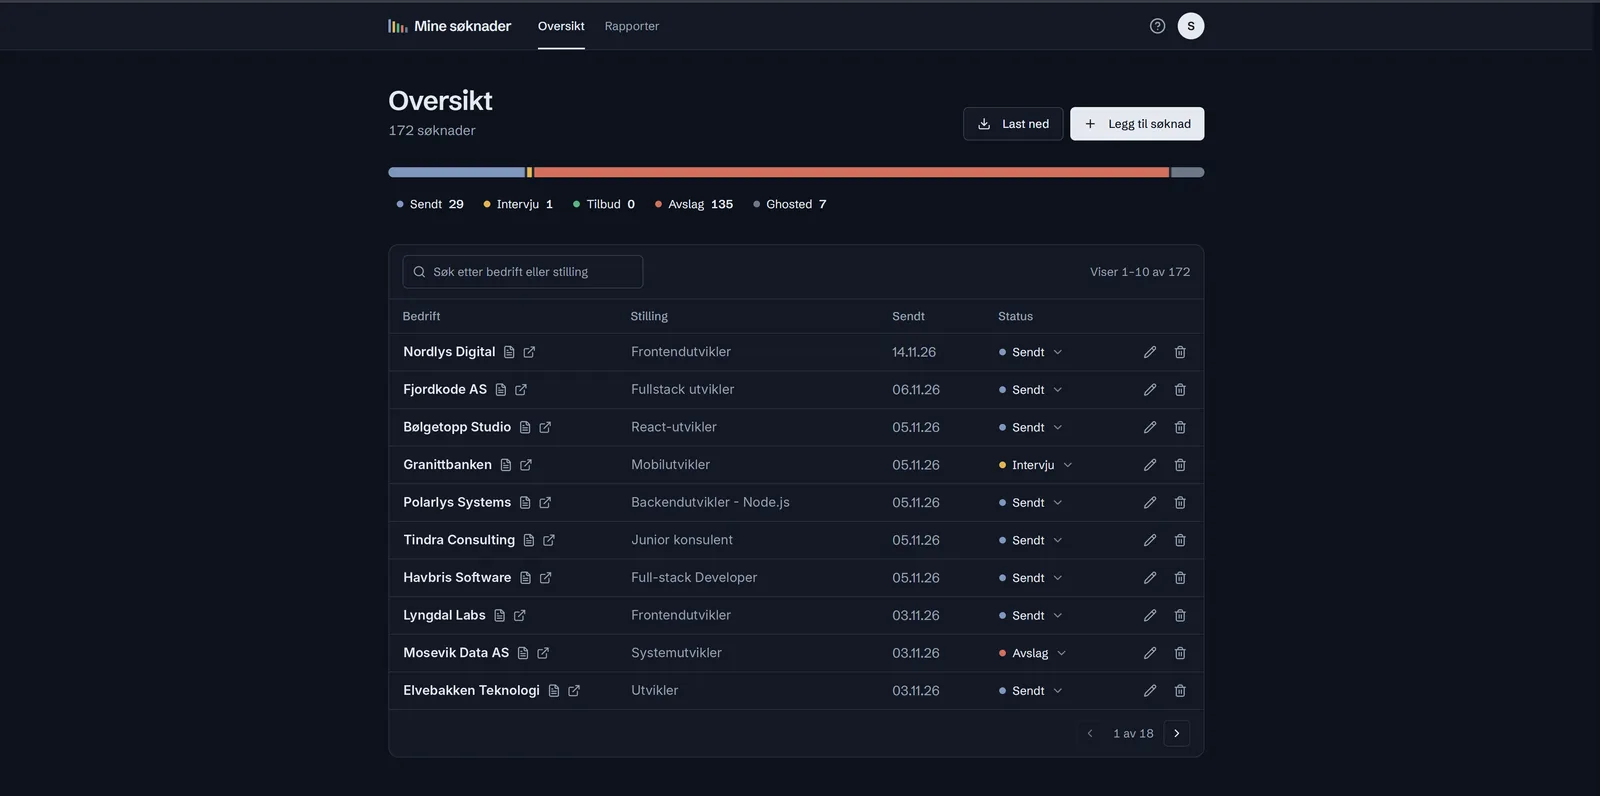 Mine søknader Oversikt Rapporter S
Oversikt
172 søknader
Last ned Legg til søknad
Sendt 29 Intervju 1 Tilbud 0 Avslag 135 Ghosted 7
Søk etter bedrift eller stilling Viser 1–10 av 172
Bedrift Stilling Sendt Status
Nordlys Digital Frontendutvikler 14.11.26 Sendt
Fjordkode AS Fullstack utvikler 06.11.26 Sendt
Bølgetopp Studio React-utvikler 05.11.26 Sendt
Granittbanken Mobilutvikler 05.11.26 Intervju
Polarlys Systems Backendutvikler - Node.js 05.11.26 Sendt
Tindra Consulting Junior konsulent 05.11.26 Sendt
Havbris Software Full-stack Developer 05.11.26 Sendt
Lyngdal Labs Frontendutvikler 03.11.26 Sendt
Mosevik Data AS Systemutvikler 03.11.26 Avslag
Elvebakken Teknologi Utvikler 03.11.26 Sendt
1 av 18